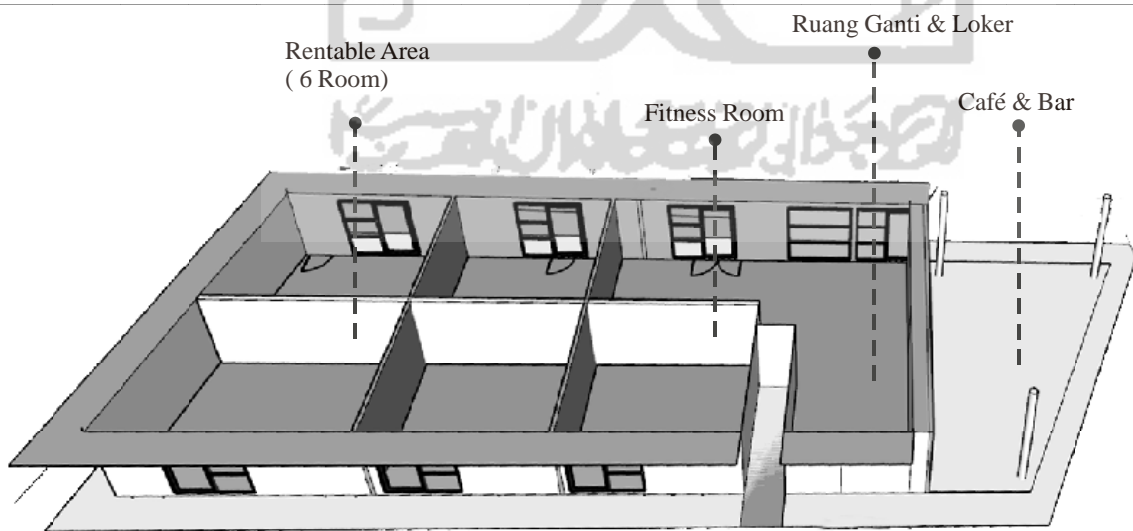 Ruang Ganti & Loker
Rentable Area
( 6 Room)
Café & Bar
Fitness Room